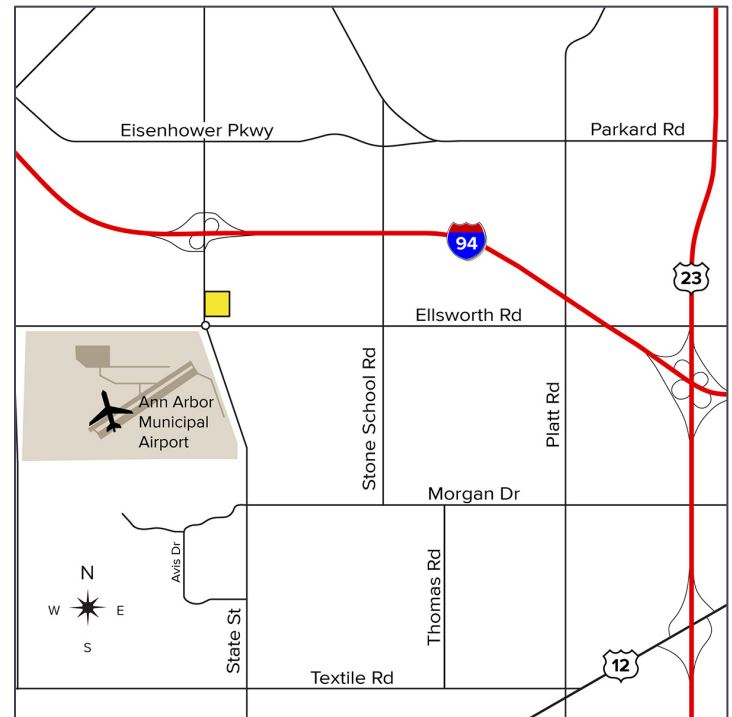 Eisenhower Pkwy
Parkard Rd
94
23
Ellsworth Rd
Stone School Rd
Platt Rd
Ann Arbor
Municipal
Airport
Morgan Dr
Avis Dr
Thomas Rd
N
W
E
S
State St
12
Textile Rd